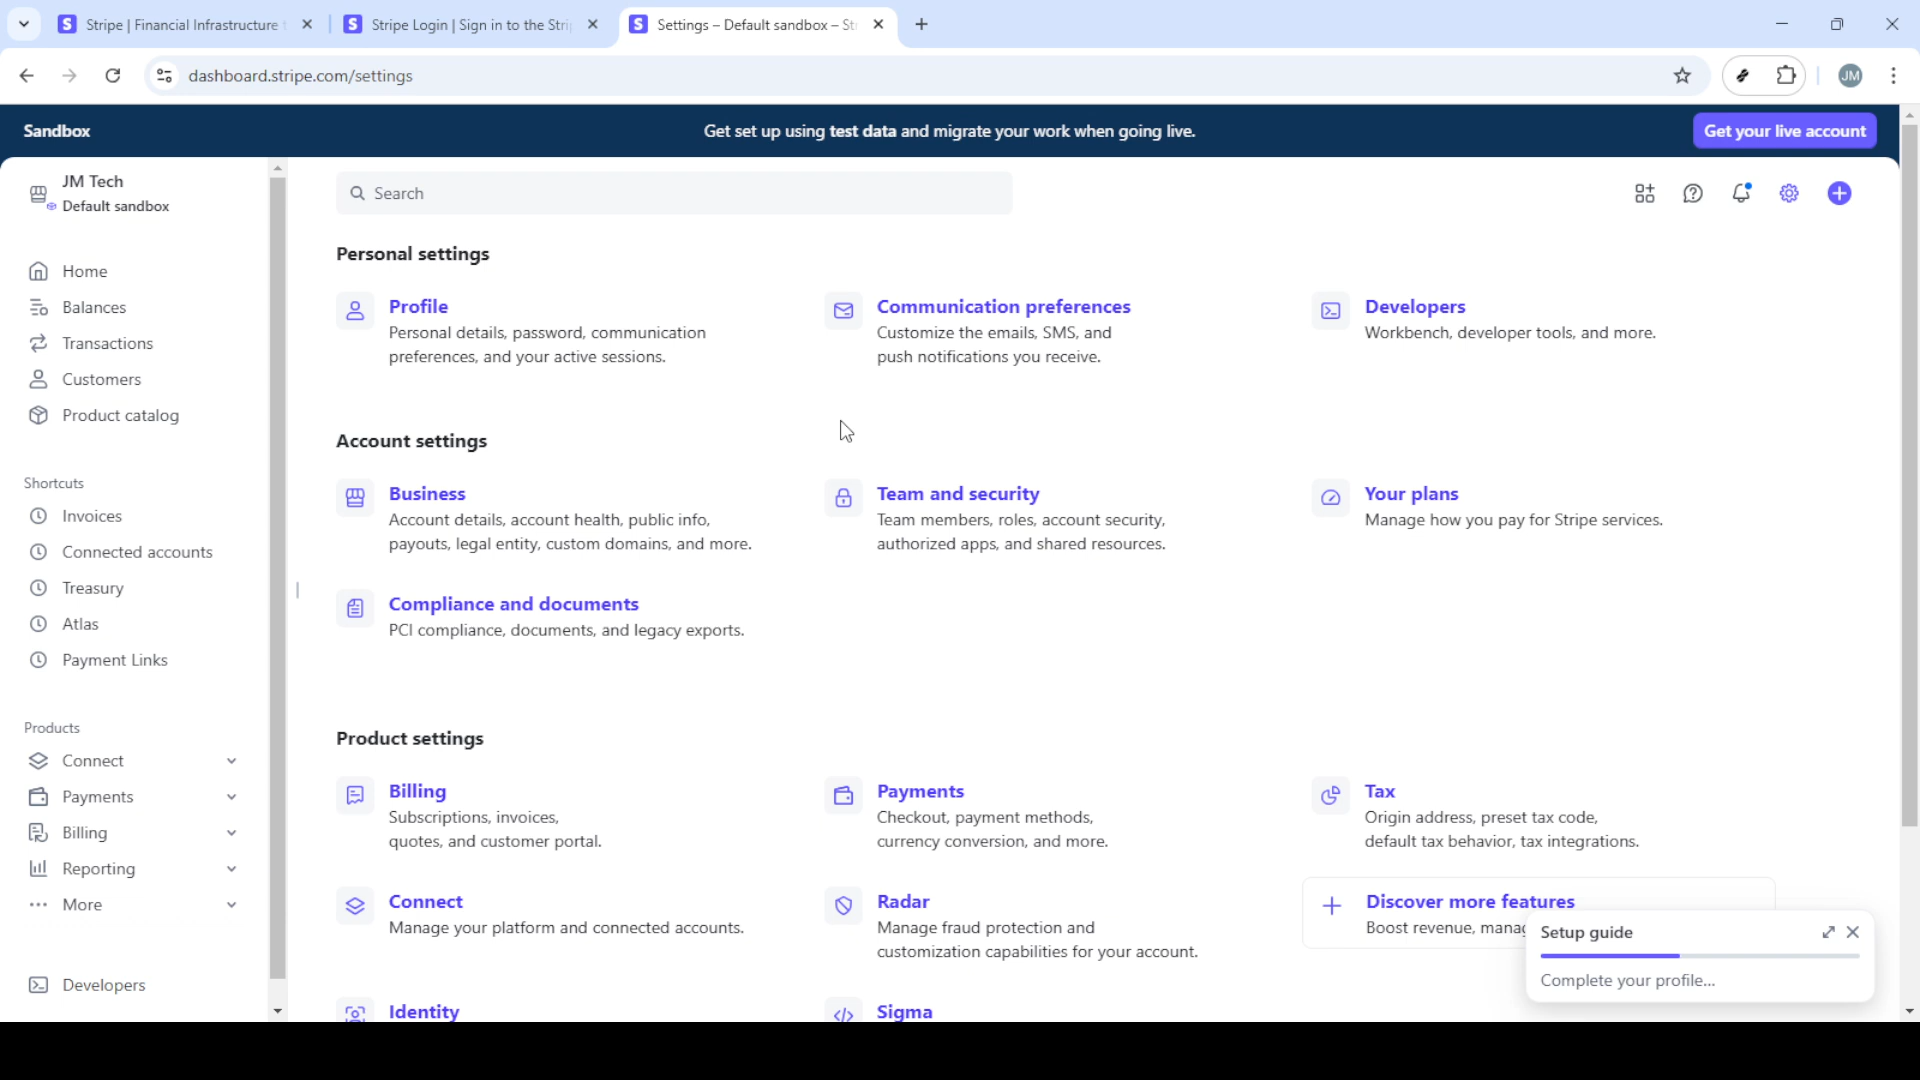 Stripe | Financial Infrastructure t
Stripe Login | Sign in to the Stri
Settings – Default sandbox – St
dashboard.stripe.com/settings
JM
Sandbox
Get set up using test data and migrate your work when going live.
Get your live account
JM Tech
Default sandbox
Search
Home
Balances
Transactions
Customers
Product catalog
Shortcuts
Invoices
Connected accounts
Treasury
Atlas
Payment Links
Products
Connect
Payments
Billing
Reporting
More
Developers
Personal settings
Profile
Personal details, password, communication
preferences, and your active sessions.
Communication preferences
Customize the emails, SMS, and
push notifications you receive.
Developers
Workbench, developer tools, and more.
Account settings
Business
Account details, account health, public info,
payouts, legal entity, custom domains, and more.
Team and security
Team members, roles, account security,
authorized apps, and shared resources.
Your plans
Manage how you pay for Stripe services.
Compliance and documents
PCI compliance, documents, and legacy exports.
Product settings
Billing
Subscriptions, invoices,
quotes, and customer portal.
Payments
Checkout, payment methods,
currency conversion, and more.
Tax
Origin address, preset tax code,
default tax behavior, tax integrations.
Connect
Manage your platform and connected accounts.
Radar
Manage fraud protection and
customization capabilities for your account.
Discover more features
Boost revenue, manag
Identity
Sigma
Setup guide
Complete your profile...